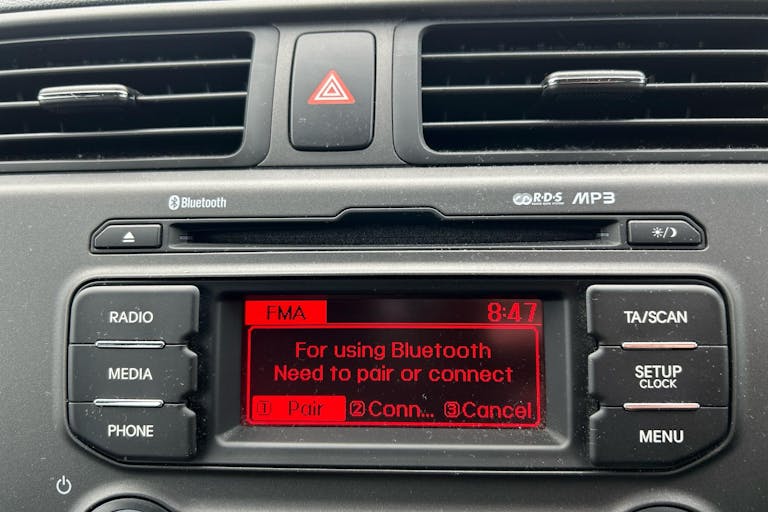 Bluetooth
R·D·S MP3
FMA 8:47
For using Bluetooth
Need to pair or connect
① Pair ②Conn... ③Cancel
RADIO
MEDIA
PHONE
TA/SCAN
SETUP
CLOCK
MENU